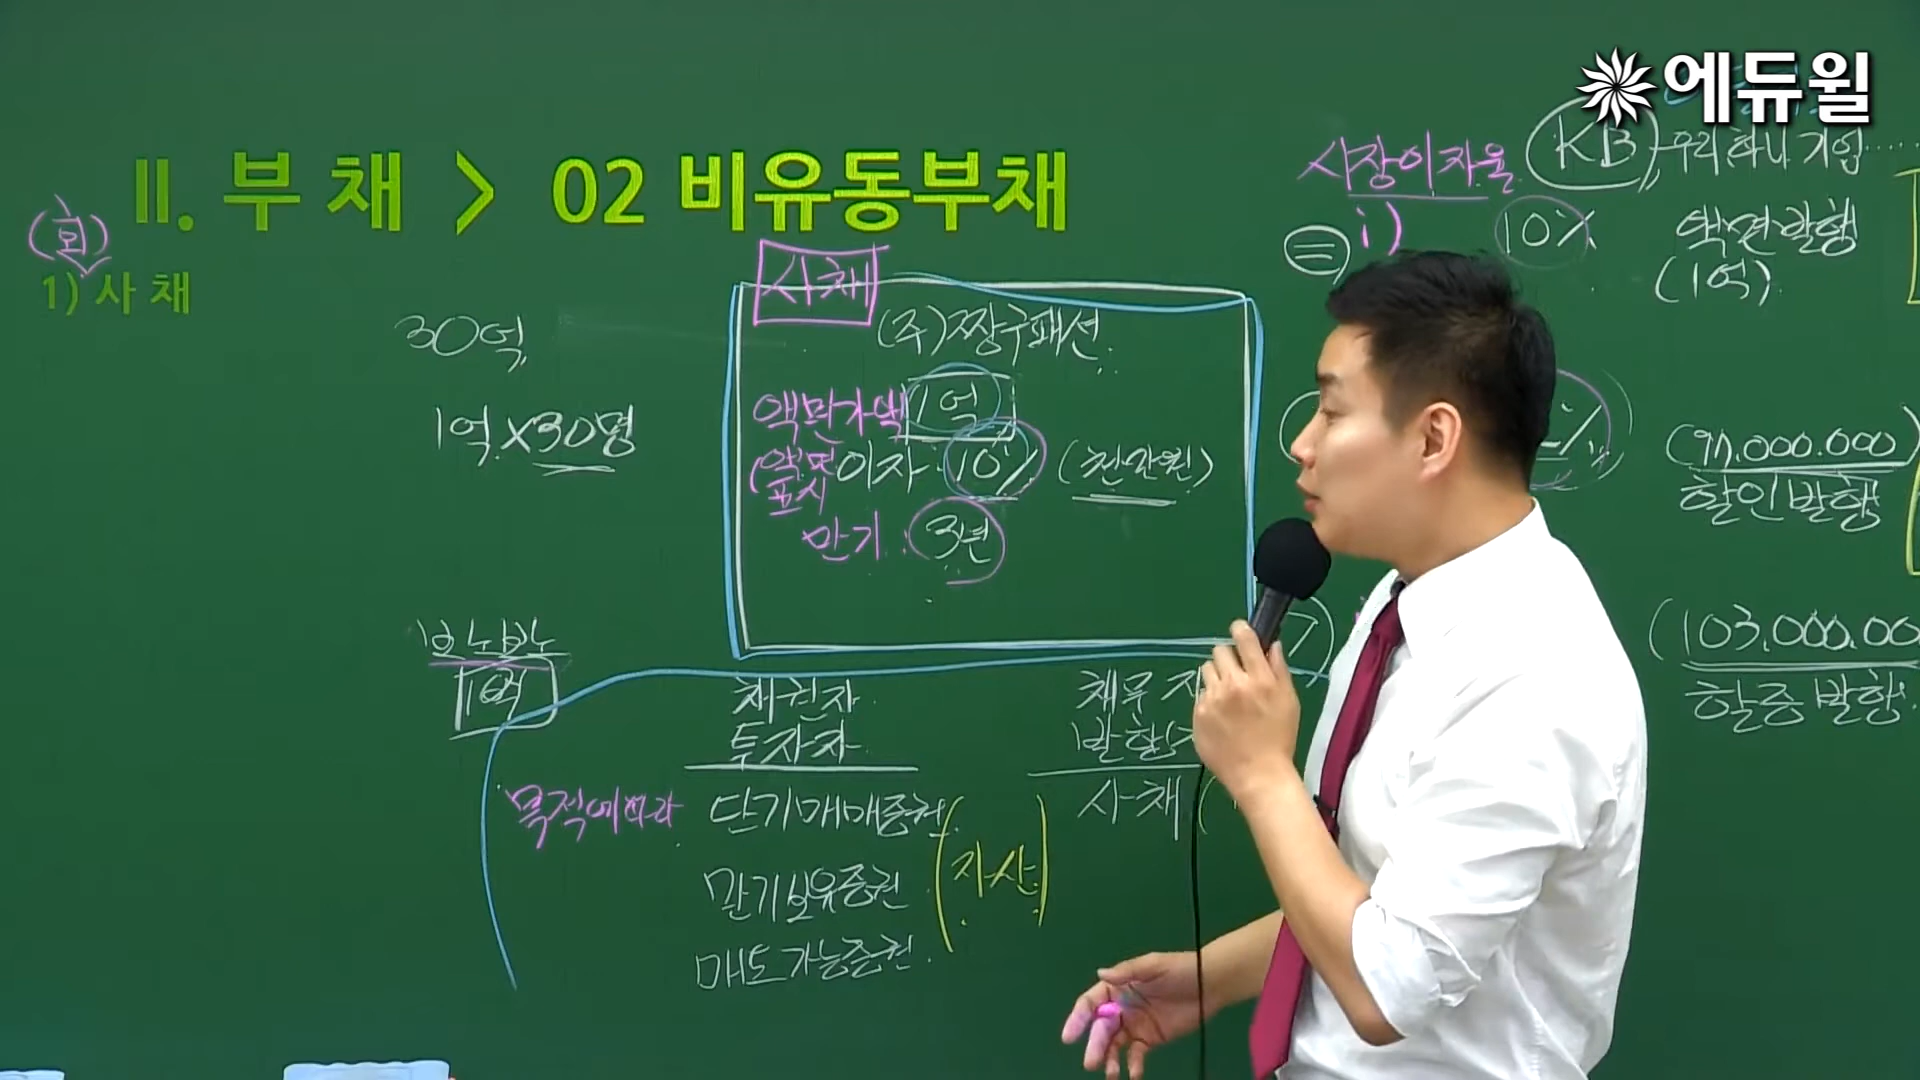 에듀윌
II. 부 채 > 02 비유동부채
(회)
1) 사 채
30억
1억 X 30명
사채
(주)짱구패션
액면가액 1억
(액면이자 10% (천만원)
표시
만기 : 3년
1억
채권자
투자자
목적에따라
단기매매증권
만기보유증권
매도가능증권
(자산)
채무
발행
사채
시장이자율 KB, 우리 하나 기업 ......
= i) 10% 액면발행
(1억)
(97,000,000)
할인발행
(103,000,00
할증발행